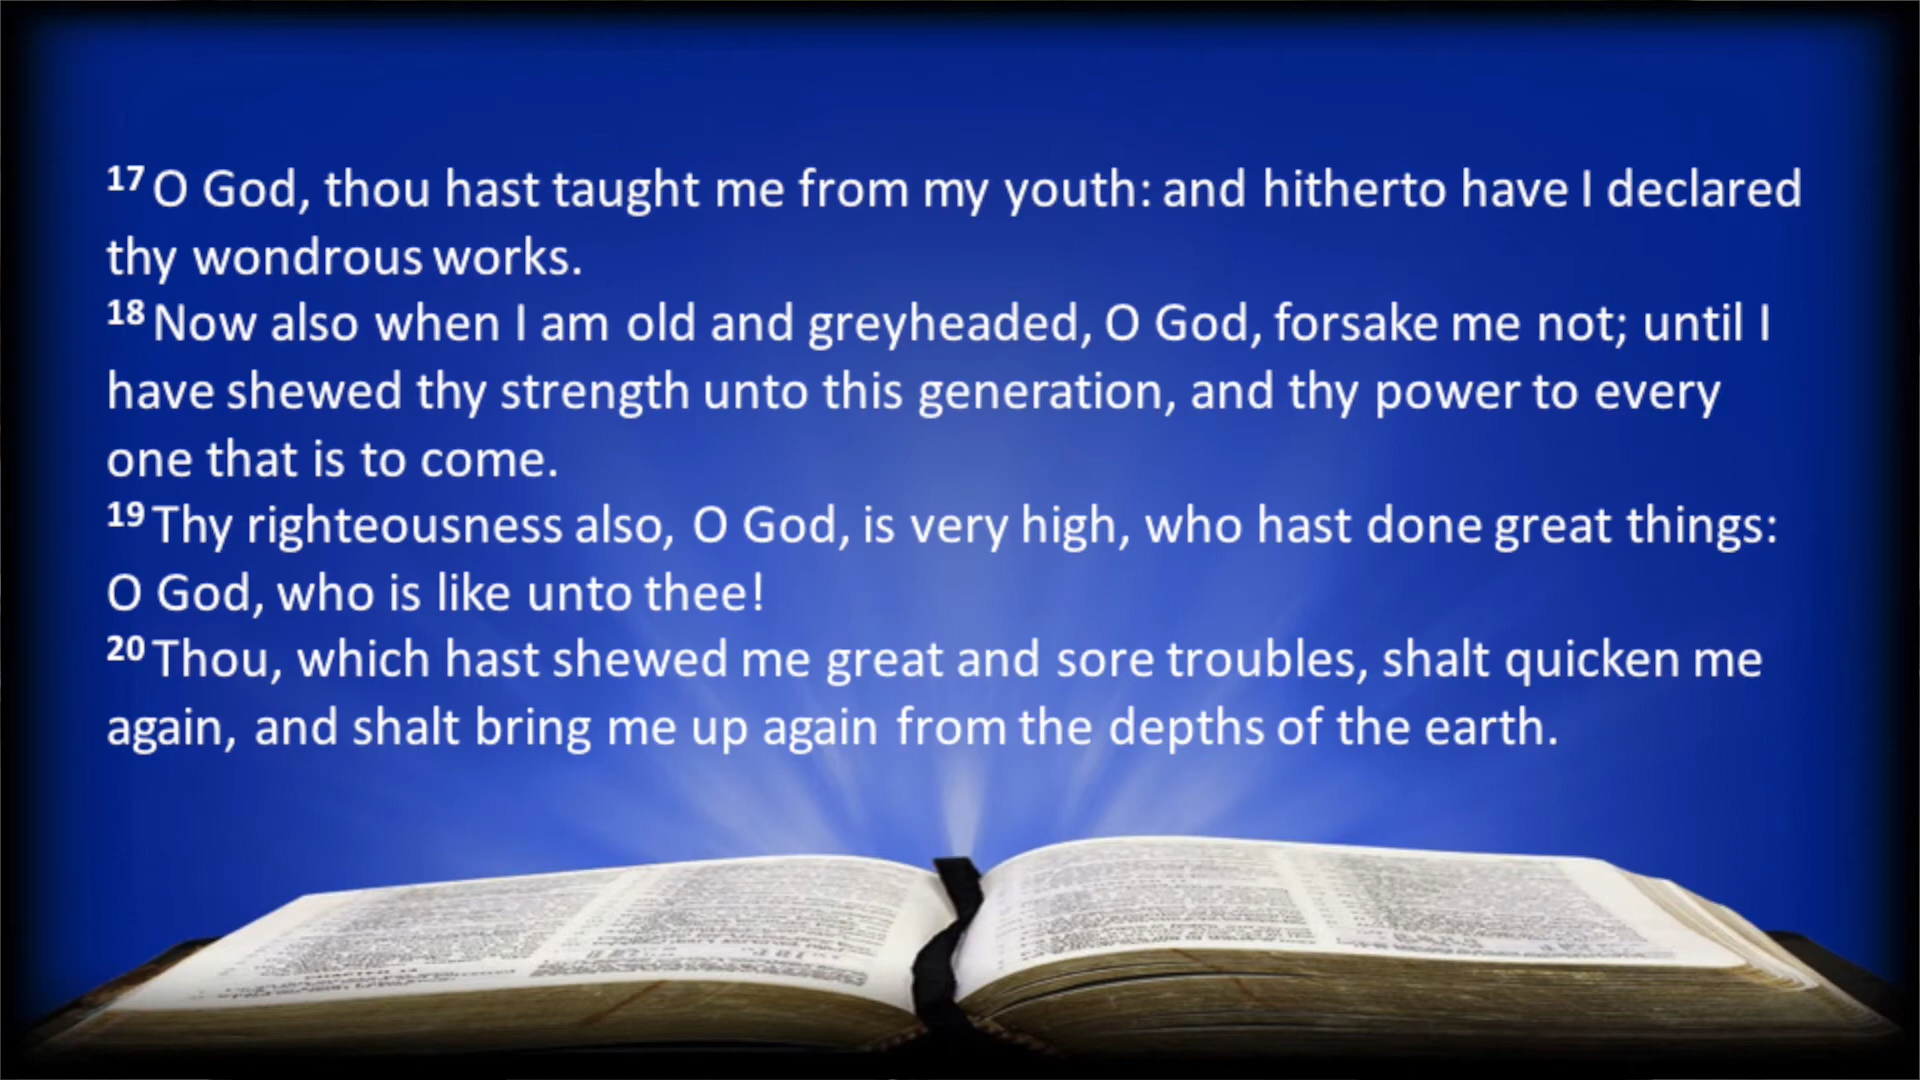 17 O God, thou hast taught me from my youth: and hitherto have I declared
thy wondrous works.
18 Now also when I am old and greyheaded, O God, forsake me not; until I
have shewed thy strength unto this generation, and thy power to every
one that is to come.
19 Thy righteousness also, O God, is very high, who hast done great things:
O God, who is like unto thee!
20 Thou, which hast shewed me great and sore troubles, shalt quicken me
again, and shalt bring me up again from the depths of the earth.